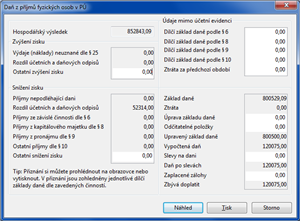 Daň z příjmů fyzických osob v PU
Hospodářský výsledek 852843,09
Zvýšení zisku
Výdaje (náklady) neuznané dle § 25 0,00
Rozdíl účetních a daňových odpisů 0,00
Ostatní zvýšení zisku 0,00
Snížení zisku
Příjmy nepodléhající dani 0,00
Rozdíl účetních a daňových odpisů 52314,00
Příjmy ze závislé činnosti dle § 6 0,00
Příjmy z kapitálového majetku dle § 8 0,00
Příjmy z pronájmů dle § 9 0,00
Ostatní příjmy dle § 10 0,00
Ostatní snížení zisku 0,00
Tip: Přiznání si můžete prohlédnout na obrazovce nebo
vytisknout. V přiznání jsou zohledněny jednotlivé dílčí
základy daně dle zavedených činností.
Údaje mimo účetní evidenci
Dílčí základ daně podle § 6 0,00
Dílčí základ daně podle § 8 0,00
Dílčí základ daně podle § 9 0,00
Dílčí základ daně podle § 10 0,00
Ztráta za předchozí období 0,00
Základ daně 800529,09
Ztráta 0,00
Úprava základu daně 0,00
Odčitatelné položky 0,00
Upravený základ daně 800500,00
Vypočtená daň 120075,00
Slevy na dani 0,00
Daň po slevách 120075,00
Zaplacené zálohy 0,00
Zbývá doplatit 120075,00
Náhled
Tisk
Storno